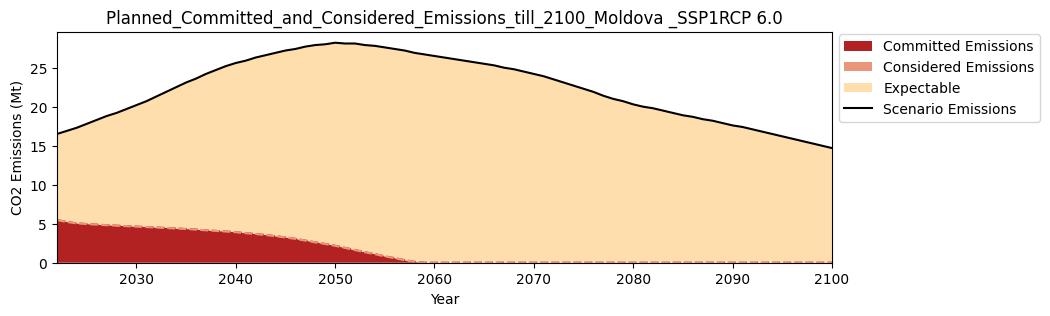 Planned_Committed_and_Considered_Emissions_till_2100_Moldova _SSP1RCP 6.0
Committed Emissions
Considered Emissions
Expectable
Scenario Emissions
CO2 Emissions (Mt)
25
20
15
10
5
0
2030 2040 2050 2060 2070 2080 2090 2100
Year